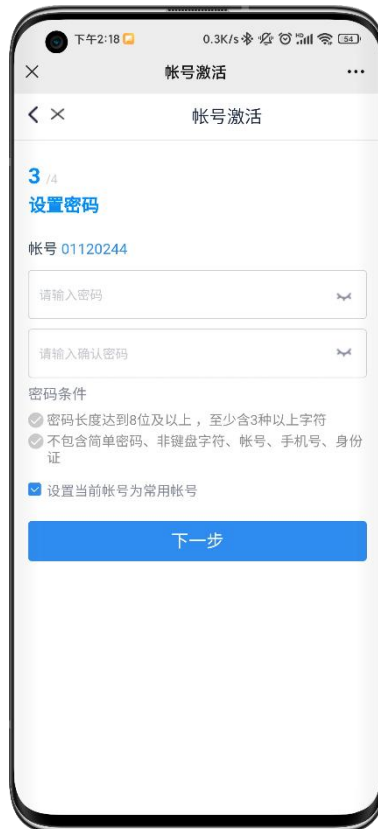 下午2:18 0.3K/s 54
帐号激活
帐号激活
3 /4
设置密码
帐号 01120244
请输入密码
请输入确认密码
密码条件
密码长度达到8位及以上 ，至少含3种以上字符
不包含简单密码、非键盘字符、帐号、手机号、身份
证
设置当前帐号为常用帐号
下一步